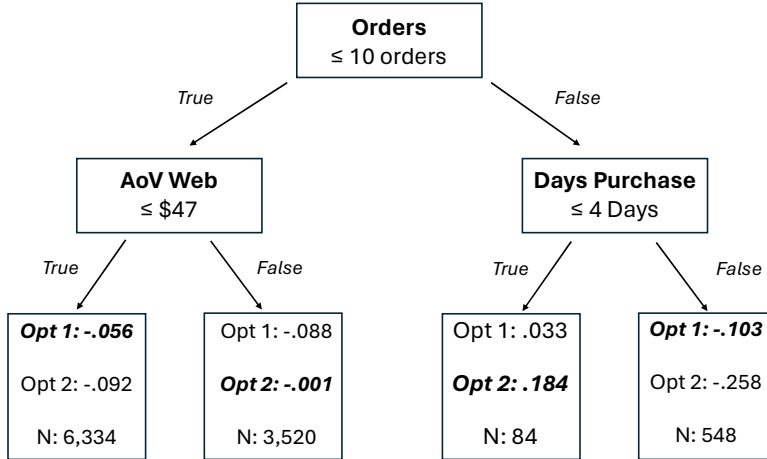 Orders
≤ 10 orders
True
False
AoV Web
≤ $47
Days Purchase
≤ 4 Days
True
False
True
False
Opt 1: -.056
Opt 2: -.092
N: 6,334
Opt 1: -.088
Opt 2: -.001
N: 3,520
Opt 1: .033
Opt 2: .184
N: 84
Opt 1: -.103
Opt 2: -.258
N: 548